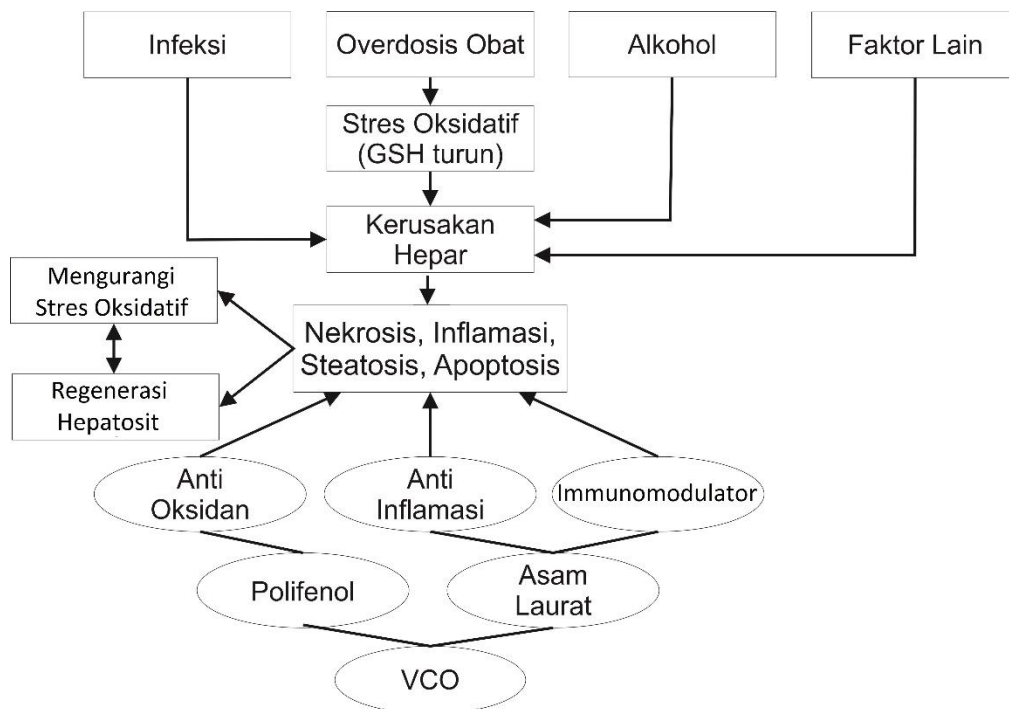 Infeksi
Overdosis Obat
Alkohol
Faktor Lain
Stres Oksidatif
(GSH turun)
Kerusakan
Hepar
Mengurangi
Stres Oksidatif
Nekrosis, Inflamasi,
Steatosis, Apoptosis
Regenerasi
Hepatosit
Anti
Oksidan
Anti
Inflamasi
Immunomodulator
Polifenol
Asam
Laurat
VCO